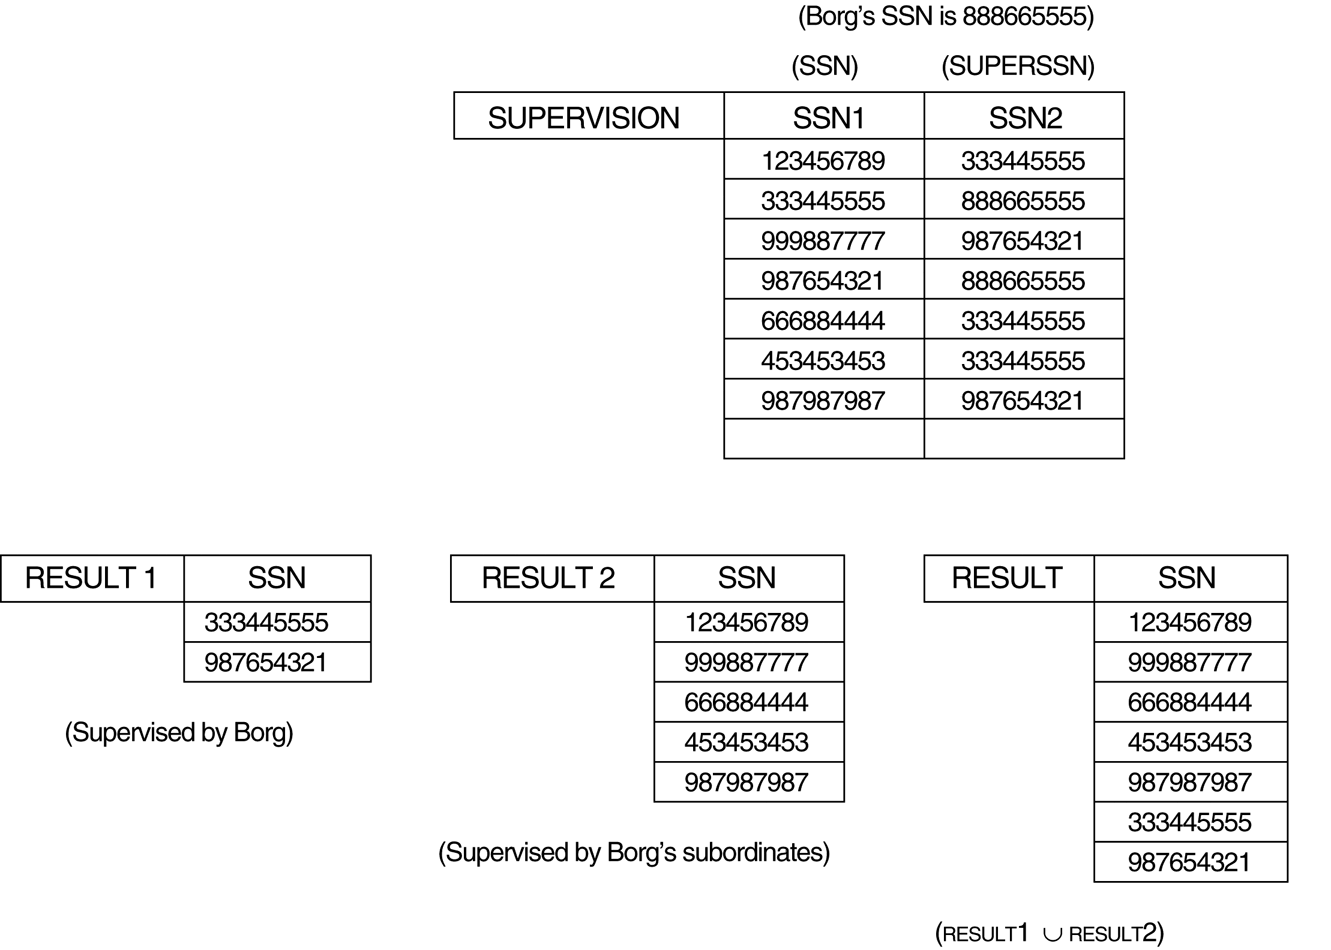 (Borg’s SSN is 888665555)
(SSN) (SUPERSSN)
SUPERVISION SSN1 SSN2
123456789 333445555
333445555 888665555
999887777 987654321
987654321 888665555
666884444 333445555
453453453 333445555
987987987 987654321
RESULT 1 SSN RESULT 2 SSN RESULT SSN
333445555 123456789 123456789
987654321 999887777 999887777
666884444 666884444
(Supervised by Borg) 453453453 453453453
987987987 987987987
333445555
(Supervised by Borg’s subordinates) 987654321
(RESULT1 ∪ RESULT2)